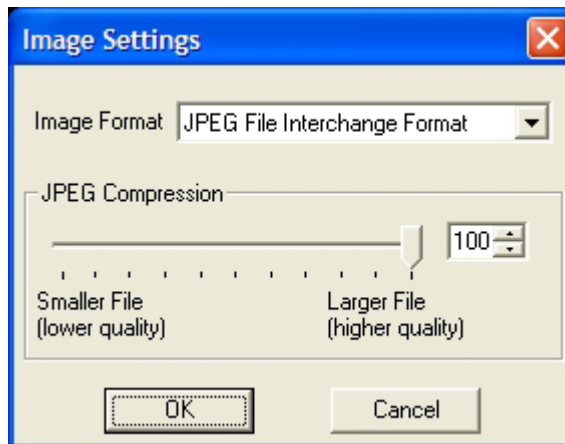 Image Settings
Image Format JPEG File Interchange Format
JPEG Compression
100
Smaller File Larger File
(lower quality) (higher quality)
OK Cancel